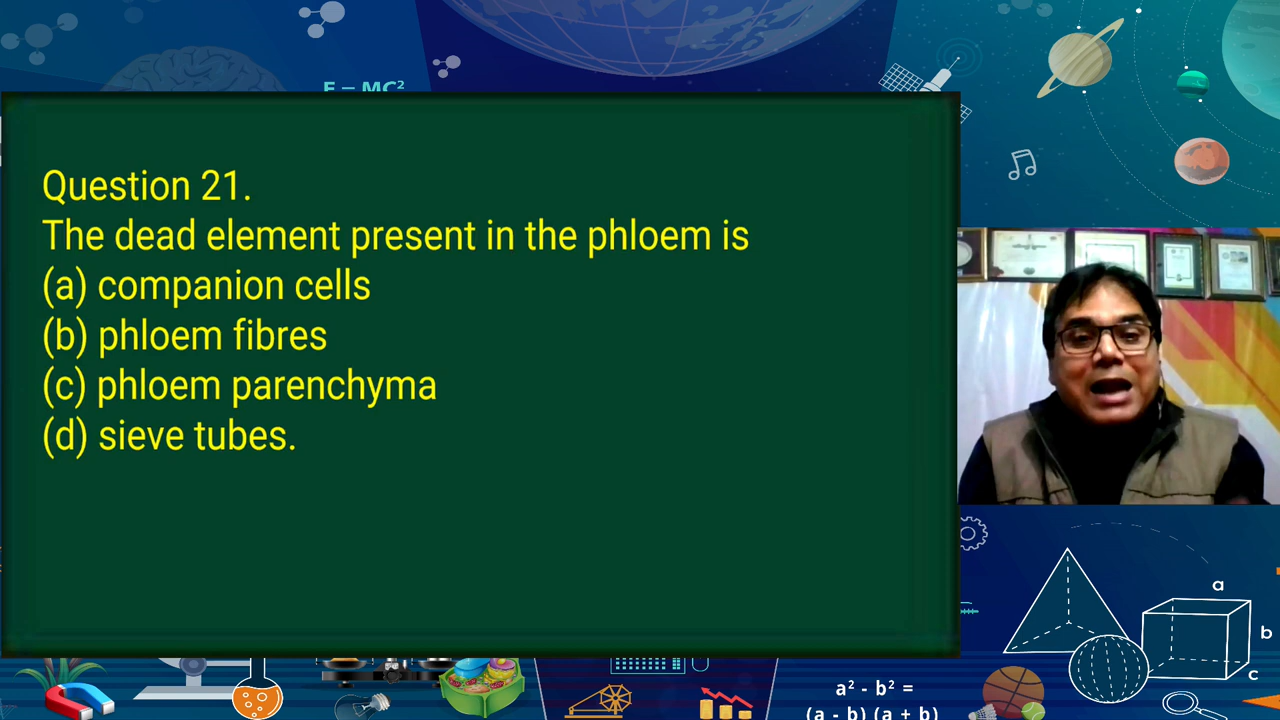 E = MC²
Question 21.
The dead element present in the phloem is
(a) companion cells
(b) phloem fibres
(c) phloem parenchyma
(d) sieve tubes.
a
b
c
a² - b² =
(a - b) (a + b)